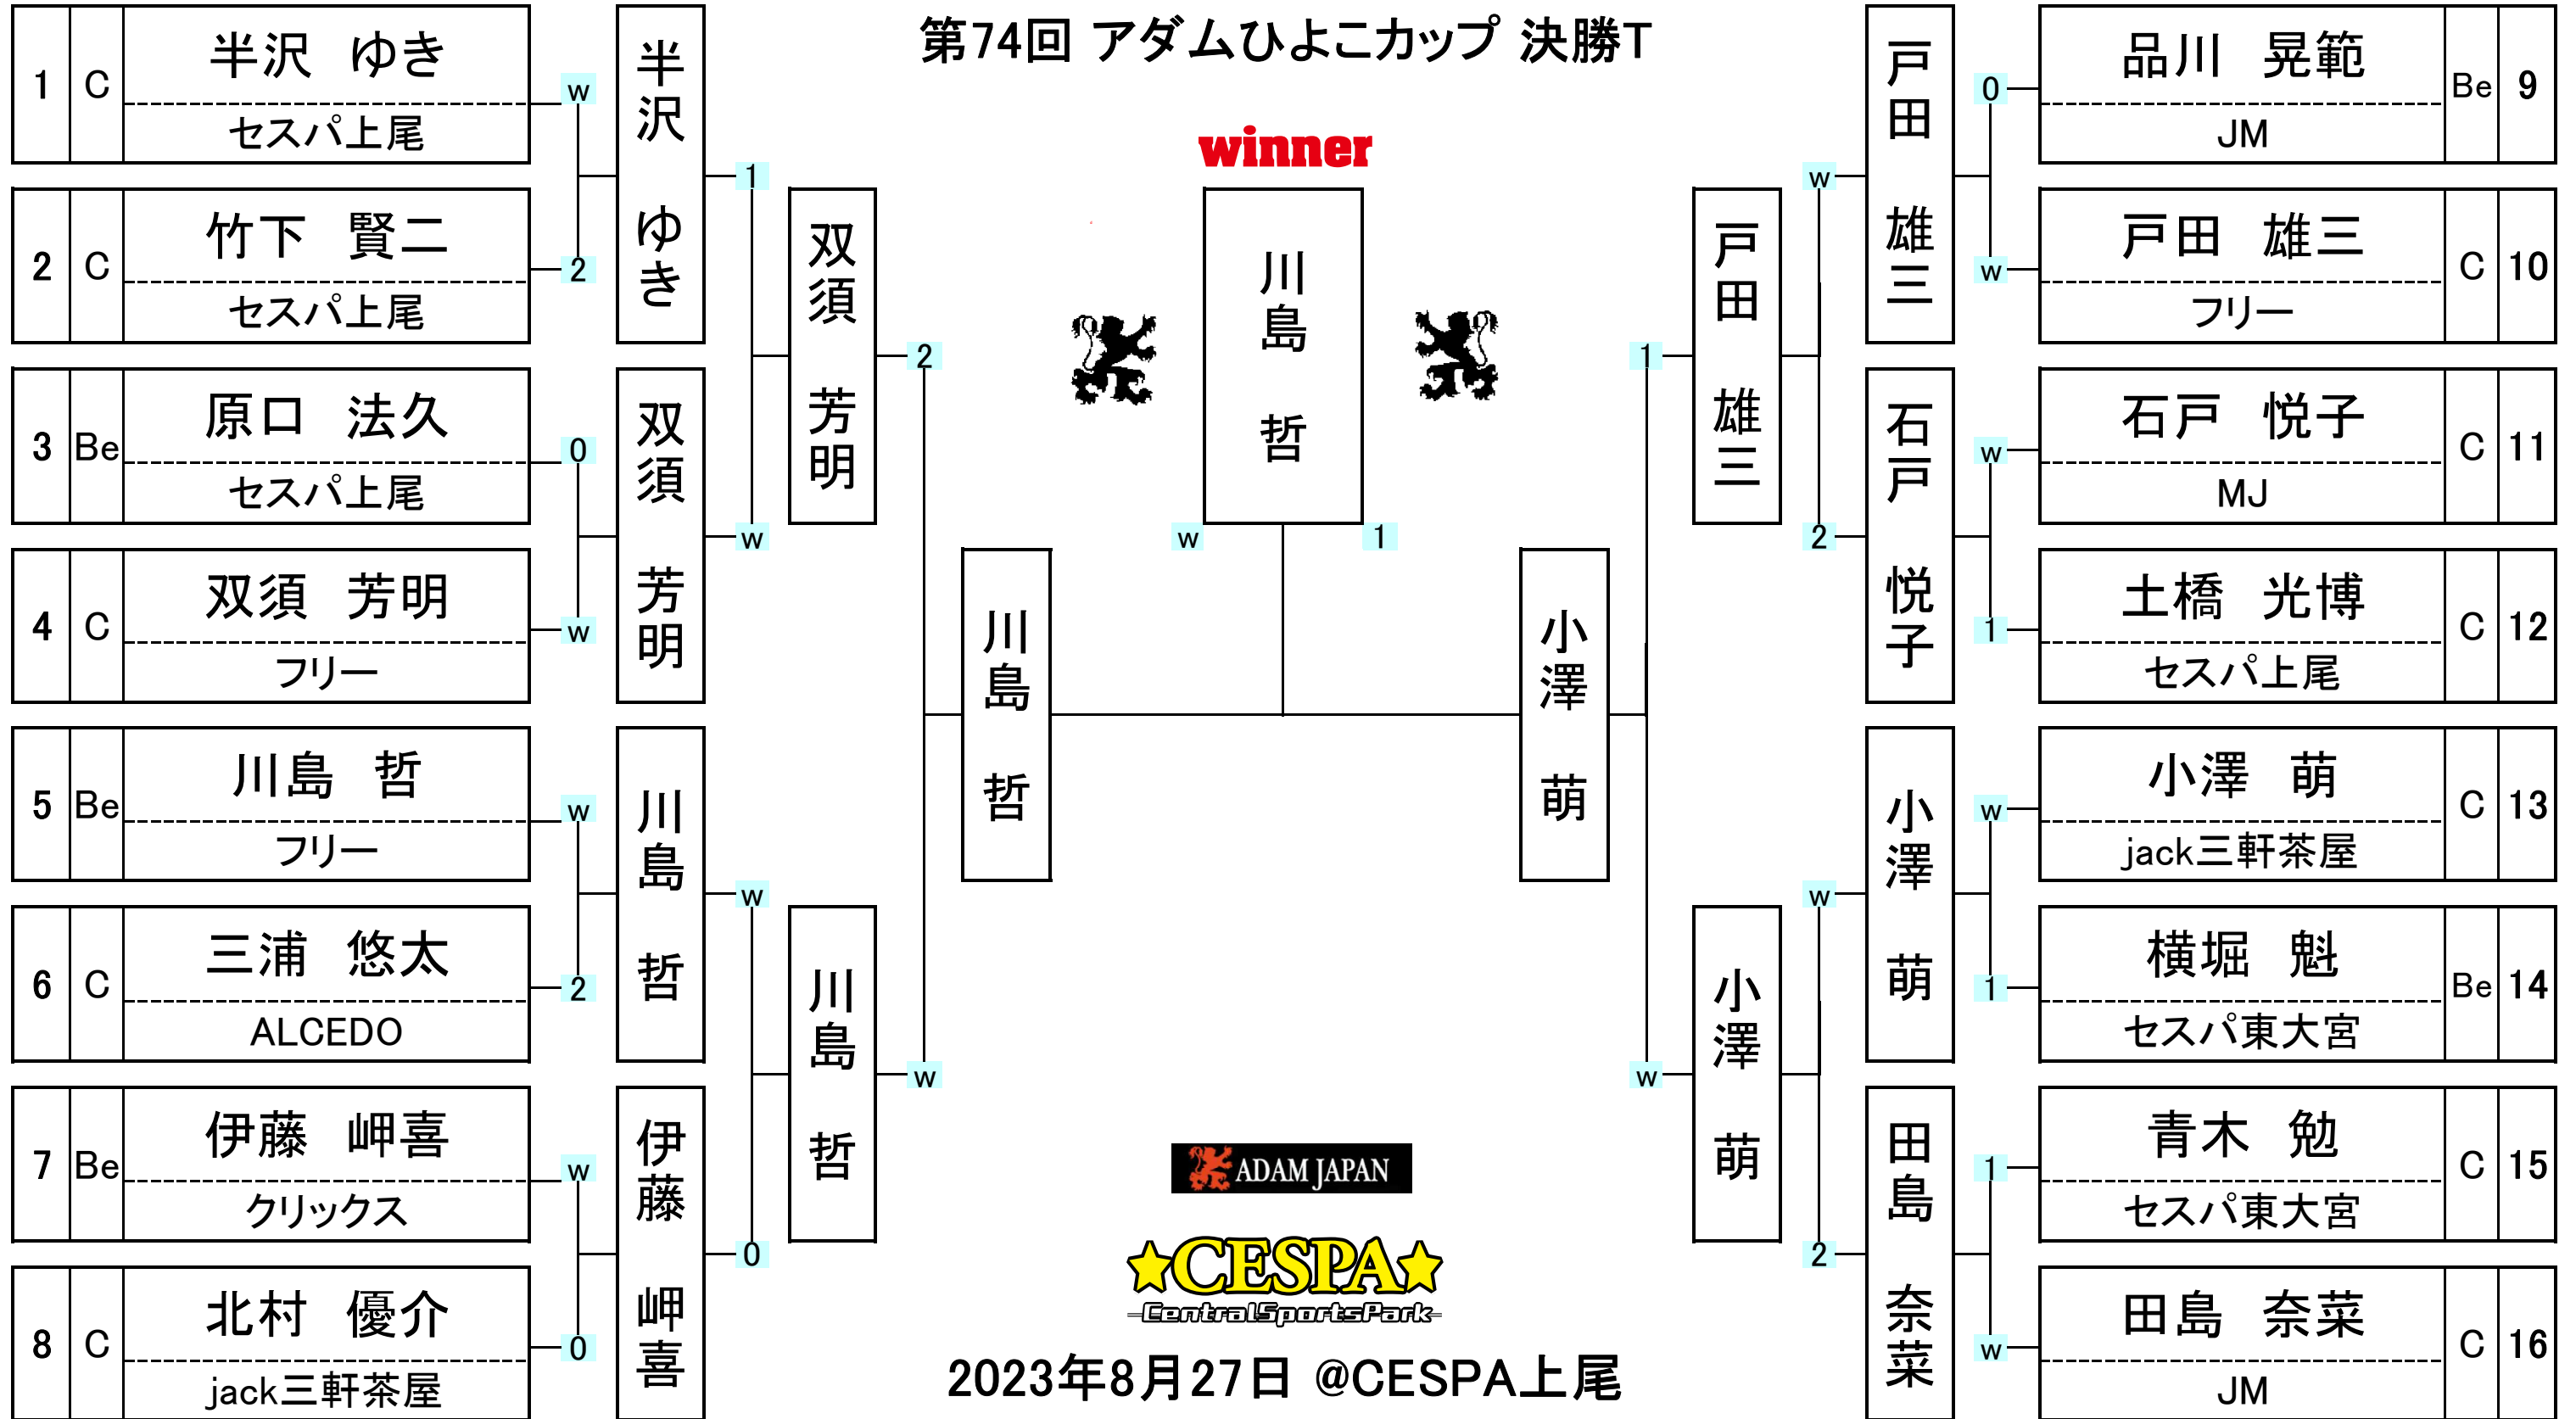 第74回 アダムひよこカップ 決勝T
winner
川島 哲
w
1
1
C
半沢 ゆき
セスパ上尾
w
2
C
竹下 賢二
セスパ上尾
2
3
Be
原口 法久
セスパ上尾
0
4
C
双須 芳明
フリー
w
5
Be
川島 哲
フリー
w
6
C
三浦 悠太
ALCEDO
2
7
Be
伊藤 岬喜
クリックス
w
8
C
北村 優介
jack三軒茶屋
0
半沢 ゆき
1
双須 芳明
w
川島 哲
w
伊藤 岬喜
0
双須 芳明
2
川島 哲
w
川島 哲
小澤 萌
戸田 雄三
1
小澤 萌
w
戸田 雄三
w
石戸 悦子
2
小澤 萌
w
田島 奈菜
2
0
品川 晃範
JM
Be
9
w
戸田 雄三
フリー
C
10
w
石戸 悦子
MJ
C
11
1
土橋 光博
セスパ上尾
C
12
w
小澤 萌
jack三軒茶屋
C
13
1
横堀 魁
セスパ東大宮
Be
14
1
青木 勉
セスパ東大宮
C
15
w
田島 奈菜
JM
C
16
ADAM JAPAN
CESPA
CentralSportsPark
2023年8月27日 @CESPA上尾